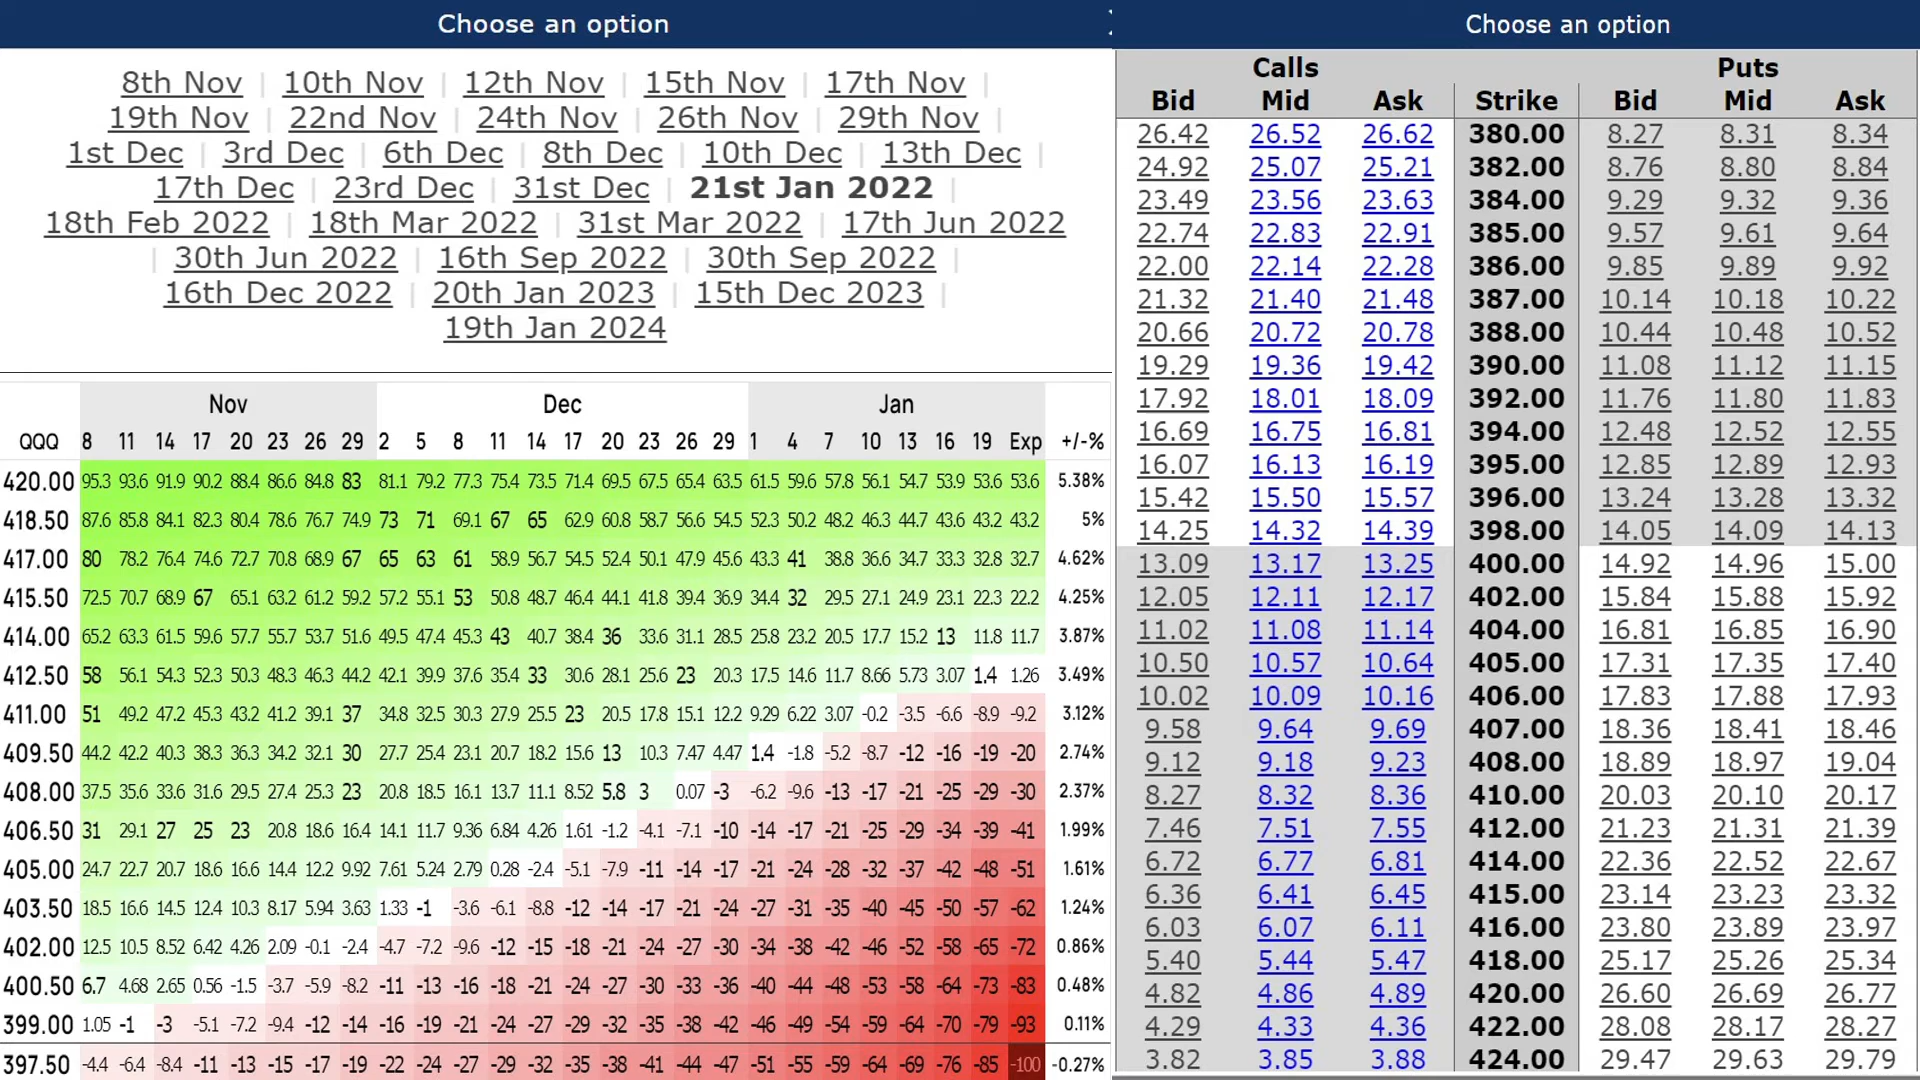 Choose an option
8th Nov | 10th Nov | 12th Nov | 15th Nov | 17th Nov |
19th Nov | 22nd Nov | 24th Nov | 26th Nov | 29th Nov |
1st Dec | 3rd Dec | 6th Dec | 8th Dec | 10th Dec | 13th Dec |
17th Dec | 23rd Dec | 31st Dec | 21st Jan 2022 |
18th Feb 2022 | 18th Mar 2022 | 31st Mar 2022 | 17th Jun 2022
| 30th Jun 2022 | 16th Sep 2022 | 30th Sep 2022 |
16th Dec 2022 | 20th Jan 2023 | 15th Dec 2023 |
19th Jan 2024
Nov Dec Jan
QQQ 8 11 14 17 20 23 26 29 2 5 8 11 14 17 20 23 26 29 1 4 7 10 13 16 19 Exp +/-%
420.00 95.3 93.6 91.9 90.2 88.4 86.6 84.8 83 81.1 79.2 77.3 75.4 73.5 71.4 69.5 67.5 65.4 63.5 61.5 59.6 57.8 56.1 54.7 53.9 53.6 53.6 5.38%
418.50 87.6 85.8 84.1 82.3 80.4 78.6 76.7 74.9 73 71 69.1 67 65 62.9 60.8 58.7 56.6 54.5 52.3 50.2 48.2 46.3 44.7 43.6 43.2 43.2 5%
417.00 80 78.2 76.4 74.6 72.7 70.8 68.9 67 65 63 61 58.9 56.7 54.5 52.4 50.1 47.9 45.6 43.3 41 38.8 36.6 34.7 33.3 32.8 32.7 4.62%
415.50 72.5 70.7 68.9 67 65.1 63.2 61.2 59.2 57.2 55.1 53 50.8 48.7 46.4 44.1 41.8 39.4 36.9 34.4 32 29.5 27.1 24.9 23.1 22.3 22.2 4.25%
414.00 65.2 63.3 61.5 59.6 57.7 55.7 53.7 51.6 49.5 47.4 45.3 43 40.7 38.4 36 33.6 31.1 28.5 25.8 23.2 20.5 17.7 15.2 13 11.8 11.7 3.87%
412.50 58 56.1 54.3 52.3 50.3 48.3 46.3 44.2 42.1 39.9 37.6 35.4 33 30.6 28.1 25.6 23 20.3 17.5 14.6 11.7 8.66 5.73 3.07 1.4 1.26 3.49%
411.00 51 49.2 47.2 45.3 43.2 41.2 39.1 37 34.8 32.5 30.3 27.9 25.5 23 20.5 17.8 15.1 12.2 9.29 6.22 3.07 -0.2 -3.5 -6.6 -8.9 -9.2 3.12%
409.50 44.2 42.2 40.3 38.3 36.3 34.2 32.1 30 27.7 25.4 23.1 20.7 18.2 15.6 13 10.3 7.47 4.47 1.4 -1.8 -5.2 -8.7 -12 -16 -19 -20 2.74%
408.00 37.5 35.6 33.6 31.6 29.5 27.4 25.3 23 20.8 18.5 16.1 13.7 11.1 8.52 5.8 3 0.07 -3 -6.2 -9.6 -13 -17 -21 -25 -29 -30 2.37%
406.50 31 29.1 27 25 23 20.8 18.6 16.4 14.1 11.7 9.36 6.84 4.26 1.61 -1.2 -4.1 -7.1 -10 -14 -17 -21 -25 -29 -34 -39 -41 1.99%
405.00 24.7 22.7 20.7 18.6 16.6 14.4 12.2 9.92 7.61 5.24 2.79 0.28 -2.4 -5.1 -7.9 -11 -14 -17 -21 -24 -28 -32 -37 -42 -48 -51 1.61%
403.50 18.5 16.6 14.5 12.4 10.3 8.17 5.94 3.63 1.33 -1 -3.6 -6.1 -8.8 -12 -14 -17 -21 -24 -27 -31 -35 -40 -45 -50 -57 -62 1.24%
402.00 12.5 10.5 8.52 6.42 4.26 2.09 -0.1 -2.4 -4.7 -7.2 -9.6 -12 -15 -18 -21 -24 -27 -30 -34 -38 -42 -46 -52 -58 -65 -72 0.86%
400.50 6.7 4.68 2.65 0.56 -1.5 -3.7 -5.9 -8.2 -11 -13 -16 -18 -21 -24 -27 -30 -33 -36 -40 -44 -48 -53 -58 -64 -73 -83 0.48%
399.00 1.05 -1 -3 -5.1 -7.2 -9.4 -12 -14 -16 -19 -21 -24 -27 -29 -32 -35 -38 -42 -46 -49 -54 -59 -64 -70 -79 -93 0.11%
397.50 -4.4 -6.4 -8.4 -11 -13 -15 -17 -19 -22 -24 -27 -29 -32 -35 -38 -41 -44 -47 -51 -55 -59 -64 -69 -76 -85 -100 -0.27%
Choose an option
Calls Puts
Bid Mid Ask Strike Bid Mid Ask
26.42 26.52 26.62 380.00 8.27 8.31 8.34
24.92 25.07 25.21 382.00 8.76 8.80 8.84
23.49 23.56 23.63 384.00 9.29 9.32 9.36
22.74 22.83 22.91 385.00 9.57 9.61 9.64
22.00 22.14 22.28 386.00 9.85 9.89 9.92
21.32 21.40 21.48 387.00 10.14 10.18 10.22
20.66 20.72 20.78 388.00 10.44 10.48 10.52
19.29 19.36 19.42 390.00 11.08 11.12 11.15
17.92 18.01 18.09 392.00 11.76 11.80 11.83
16.69 16.75 16.81 394.00 12.48 12.52 12.55
16.07 16.13 16.19 395.00 12.85 12.89 12.93
15.42 15.50 15.57 396.00 13.24 13.28 13.32
14.25 14.32 14.39 398.00 14.05 14.09 14.13
13.09 13.17 13.25 400.00 14.92 14.96 15.00
12.05 12.11 12.17 402.00 15.84 15.88 15.92
11.02 11.08 11.14 404.00 16.81 16.85 16.90
10.50 10.57 10.64 405.00 17.31 17.35 17.40
10.02 10.09 10.16 406.00 17.83 17.88 17.93
9.58 9.64 9.69 407.00 18.36 18.41 18.46
9.12 9.18 9.23 408.00 18.89 18.97 19.04
8.27 8.32 8.36 410.00 20.03 20.10 20.17
7.46 7.51 7.55 412.00 21.23 21.31 21.39
6.72 6.77 6.81 414.00 22.36 22.52 22.67
6.36 6.41 6.45 415.00 23.14 23.23 23.32
6.03 6.07 6.11 416.00 23.80 23.89 23.97
5.40 5.44 5.47 418.00 25.17 25.26 25.34
4.82 4.86 4.89 420.00 26.60 26.69 26.77
4.29 4.33 4.36 422.00 28.08 28.17 28.27
3.82 3.85 3.88 424.00 29.47 29.63 29.79